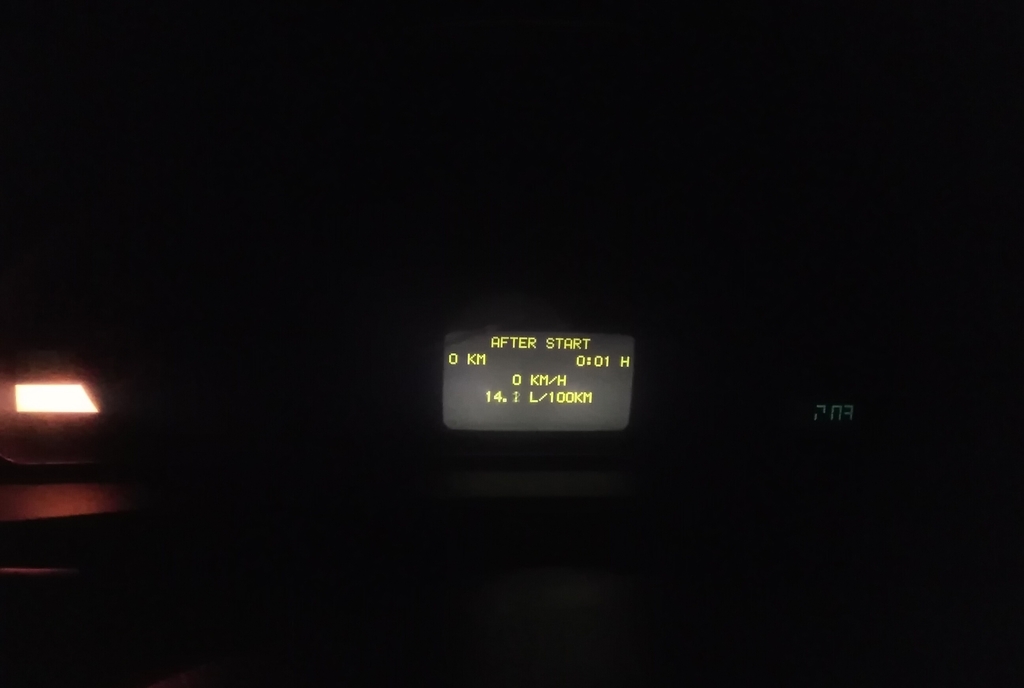 AFTER START
0 KM 0:01 H
0 KM/H
L/100KM